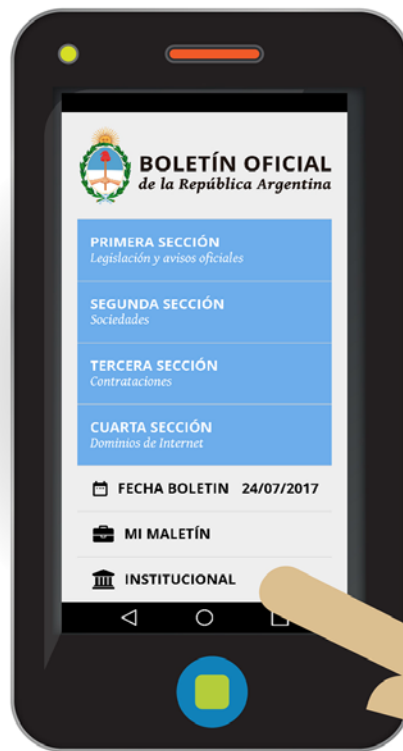 BOLETÍN OFICIAL
de la República Argentina
PRIMERA SECCIÓN
Legislación y avisos oficiales
SEGUNDA SECCIÓN
Sociedades
TERCERA SECCIÓN
Contrataciones
CUARTA SECCIÓN
Dominios de Internet
FECHA BOLETIN 24/07/2017
MI MALETÍN
INSTITUCIONAL